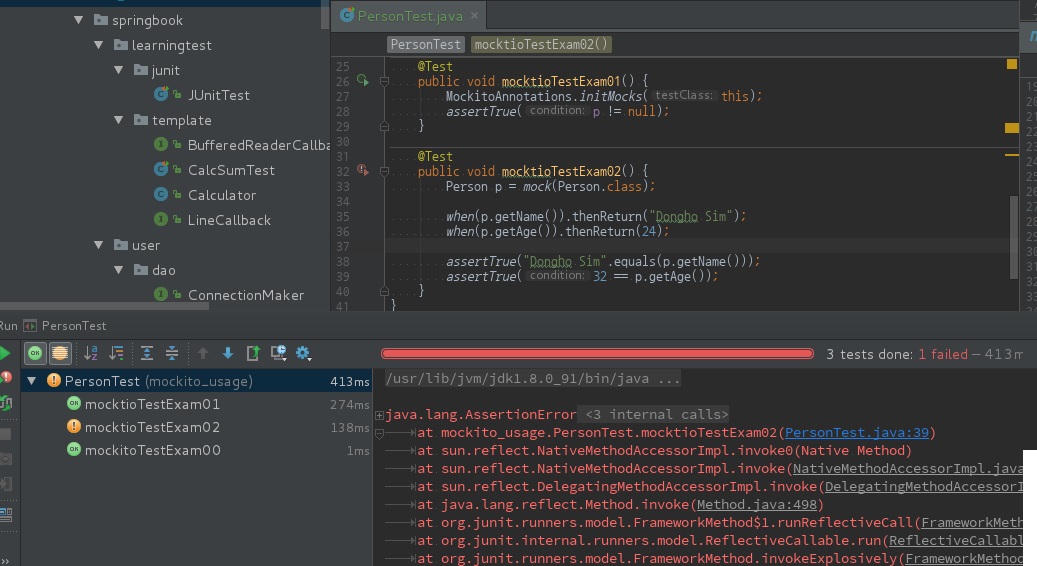 springbook
learningtest
junit
JUnitTest
template
BufferedReaderCallba
CalcSumTest
Calculator
LineCallback
user
dao
ConnectionMaker
PersonTest.java ×
PersonTest mocktioTestExam02()
25 @Test
26 public void mocktioTestExam01() {
27 MockitoAnnotations.initMocks( testClass: this);
28 assertTrue( condition: p != null);
29 }
30
31 @Test
32 public void mocktioTestExam02() {
33 Person p = mock(Person.class);
34
35 when(p.getName()).thenReturn("Dongho Sim");
36 when(p.getAge()).thenReturn(24);
37
38 assertTrue("Dongho Sim".equals(p.getName()));
39 assertTrue( condition: 32 == p.getAge());
40 }
41 }
Run PersonTest
3 tests done: 1 failed – 413m
PersonTest (mockito_usage) 413ms
mocktioTestExam01 274ms
mocktioTestExam02 138ms
mockitoTestExam00 1ms
/usr/lib/jvm/jdk1.8.0_91/bin/java ...
java.lang.AssertionError <3 internal calls>
at mockito_usage.PersonTest.mocktioTestExam02(PersonTest.java:39)
at sun.reflect.NativeMethodAccessorImpl.invoke0(Native Method)
at sun.reflect.NativeMethodAccessorImpl.invoke(NativeMethodAccessorImpl.java
at sun.reflect.DelegatingMethodAccessorImpl.invoke(DelegatingMethodAccessorI
at java.lang.reflect.Method.invoke(Method.java:498)
at org.junit.runners.model.FrameworkMethod$1.runReflectiveCall(FrameworkMeth
at org.junit.internal.runners.model.ReflectiveCallable.run(ReflectiveCallabl
at org.junit.runners.model.FrameworkMethod.invokeExplosively(FrameworkMethod